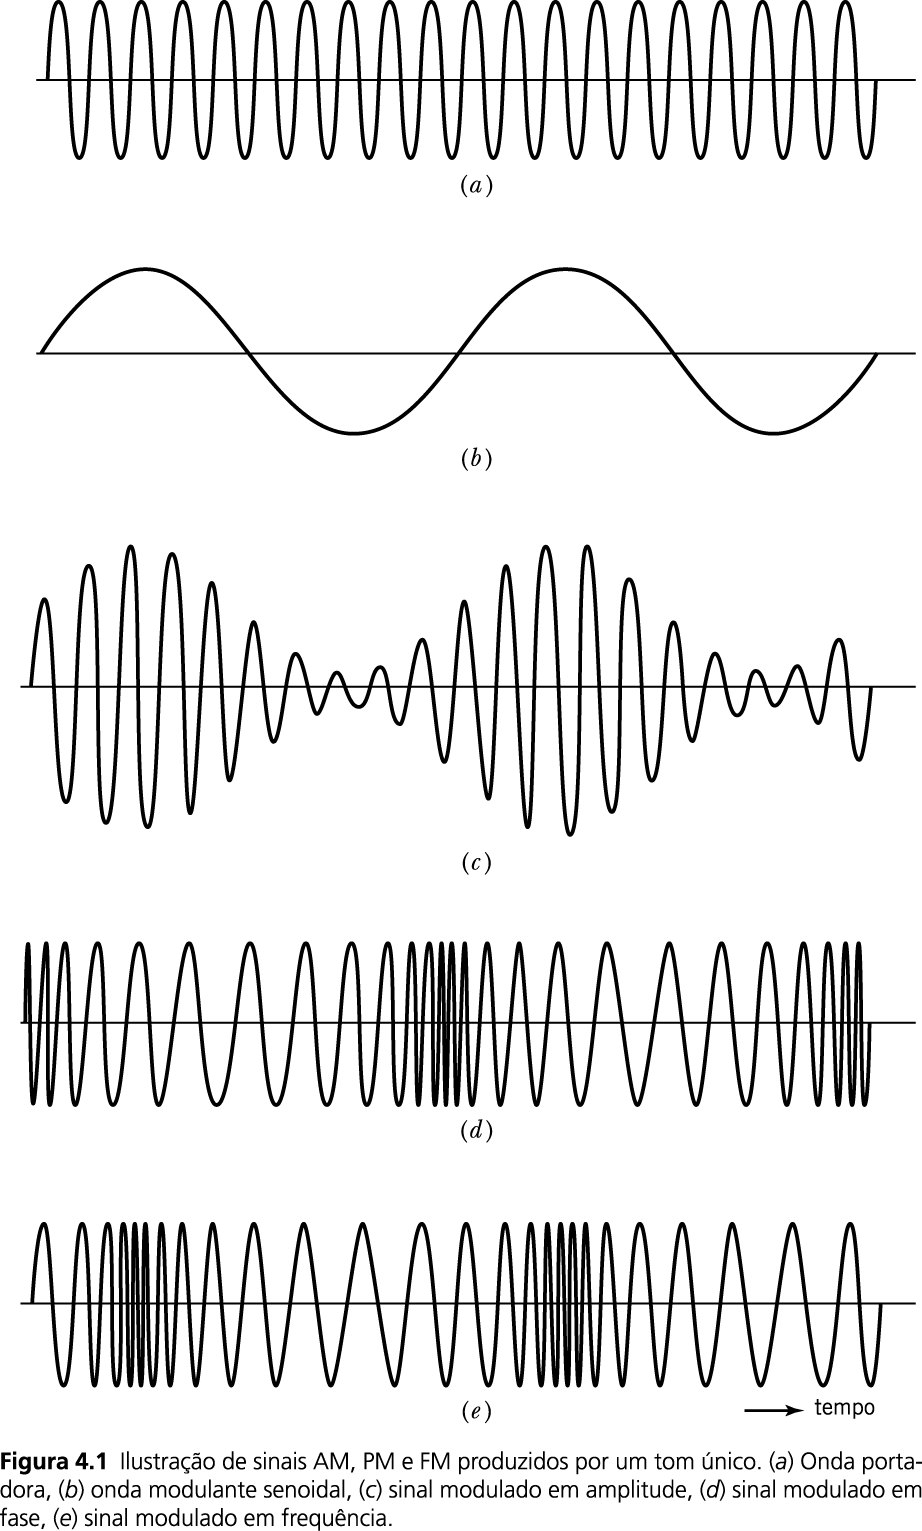 (a)
(b)
(c)
(d)
(e)
tempo
Figura 4.1 Ilustração de sinais AM, PM e FM produzidos por um tom único. (a) Onda porta-
dora, (b) onda modulante senoidal, (c) sinal modulado em amplitude, (d) sinal modulado em
fase, (e) sinal modulado em frequência.